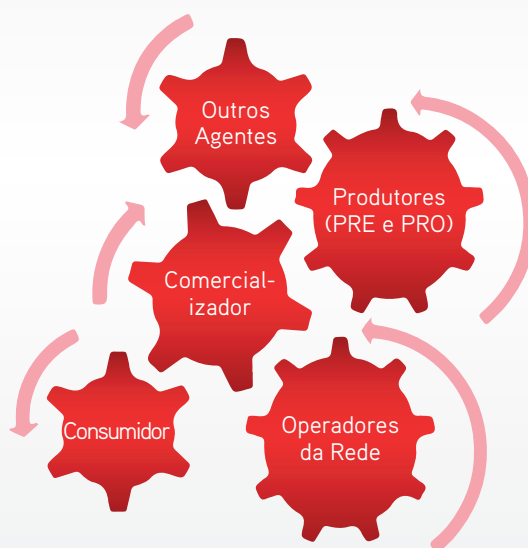 Outros
Agentes
Produtores
(PRE e PRO)
Comercial-
izador
Consumidor
Operadores
da Rede